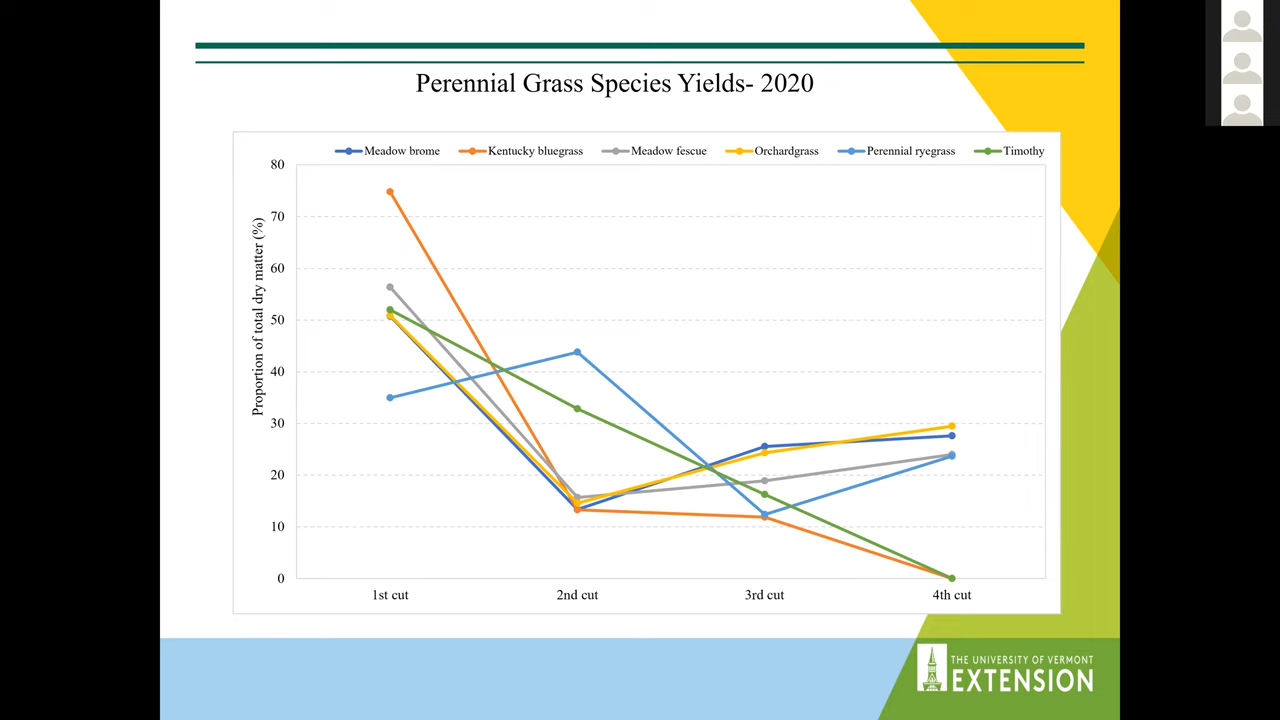 Perennial Grass Species Yields- 2020
Meadow brome Kentucky bluegrass Meadow fescue Orchardgrass Perennial ryegrass Timothy
Proportion of total dry matter (%)
80
70
60
50
40
30
20
10
0
1st cut 2nd cut 3rd cut 4th cut
THE UNIVERSITY OF VERMONT
EXTENSION